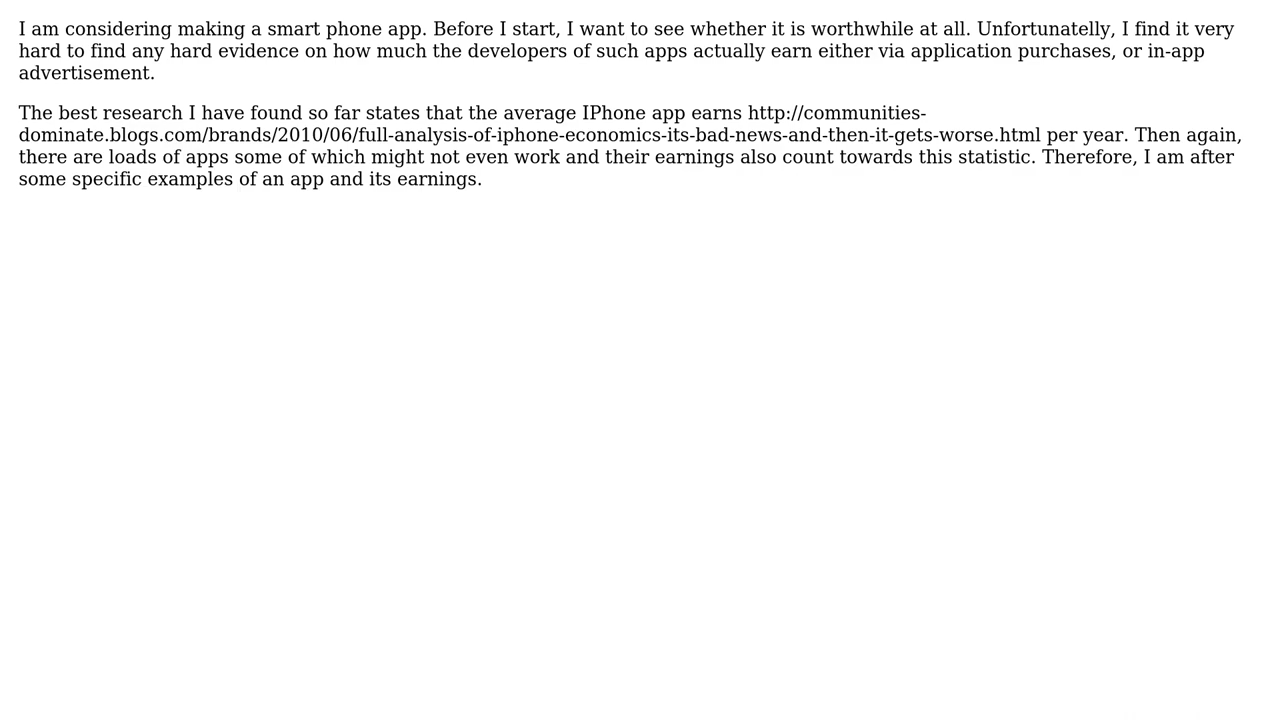 I am considering making a smart phone app. Before I start, I want to see whether it is worthwhile at all. Unfortunatelly, I find it very
hard to find any hard evidence on how much the developers of such apps actually earn either via application purchases, or in-app
advertisement.
The best research I have found so far states that the average IPhone app earns http://communities-
dominate.blogs.com/brands/2010/06/full-analysis-of-iphone-economics-its-bad-news-and-then-it-gets-worse.html per year. Then again,
there are loads of apps some of which might not even work and their earnings also count towards this statistic. Therefore, I am after
some specific examples of an app and its earnings.